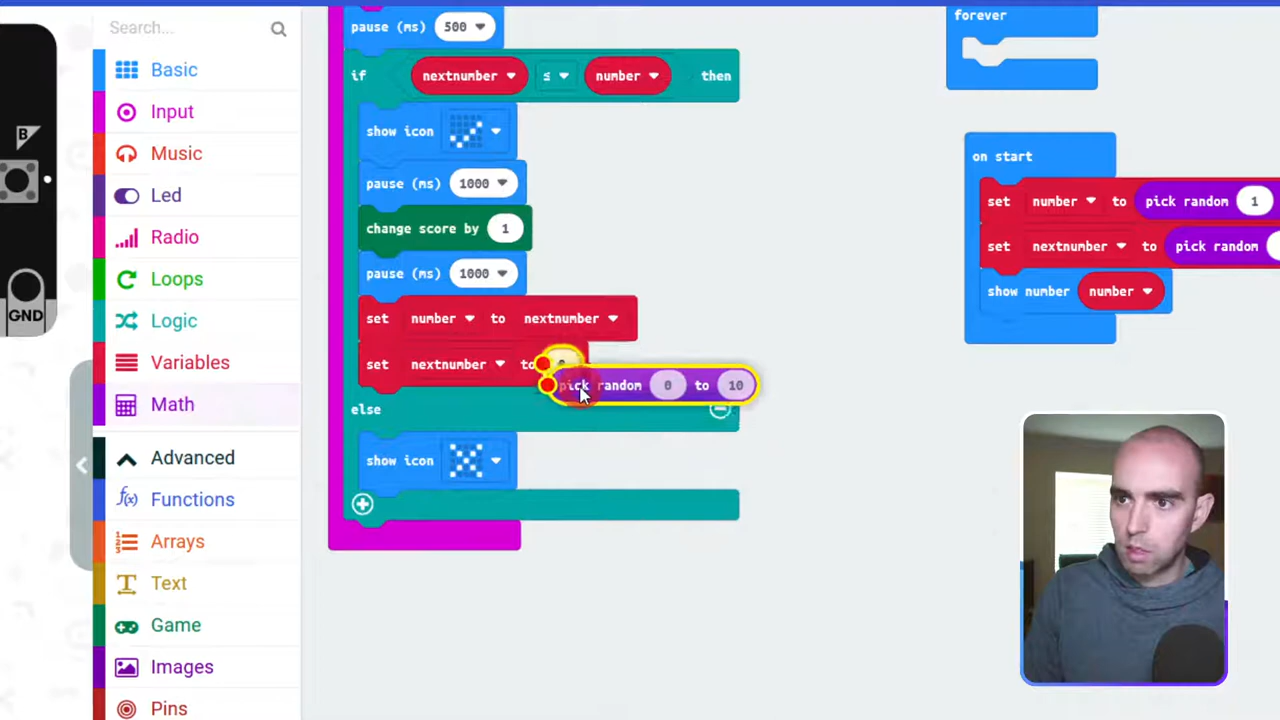 Search...
Basic
Input
Music
Led
Radio
Loops
Logic
Variables
Math
Advanced
Functions
Arrays
Text
Game
Images
Pins
B
GND
pause (ms) 500
if nextnumber ≤ number then
show icon
pause (ms) 1000
change score by 1
pause (ms) 1000
set number to nextnumber
set nextnumber to
pick random 0 to 10
else
show icon
forever
on start
set number to pick random 1
set nextnumber to pick random
show number number